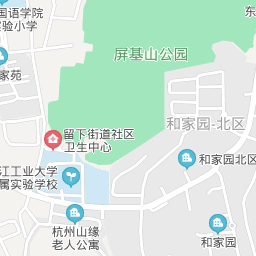 国语学院
实验小学
东
屏基山公园
家苑
和家园-北区
留下街道社区
卫生中心
和家园北区
江工业大学
属实验学校
杭州山缘
老人公寓
和家园